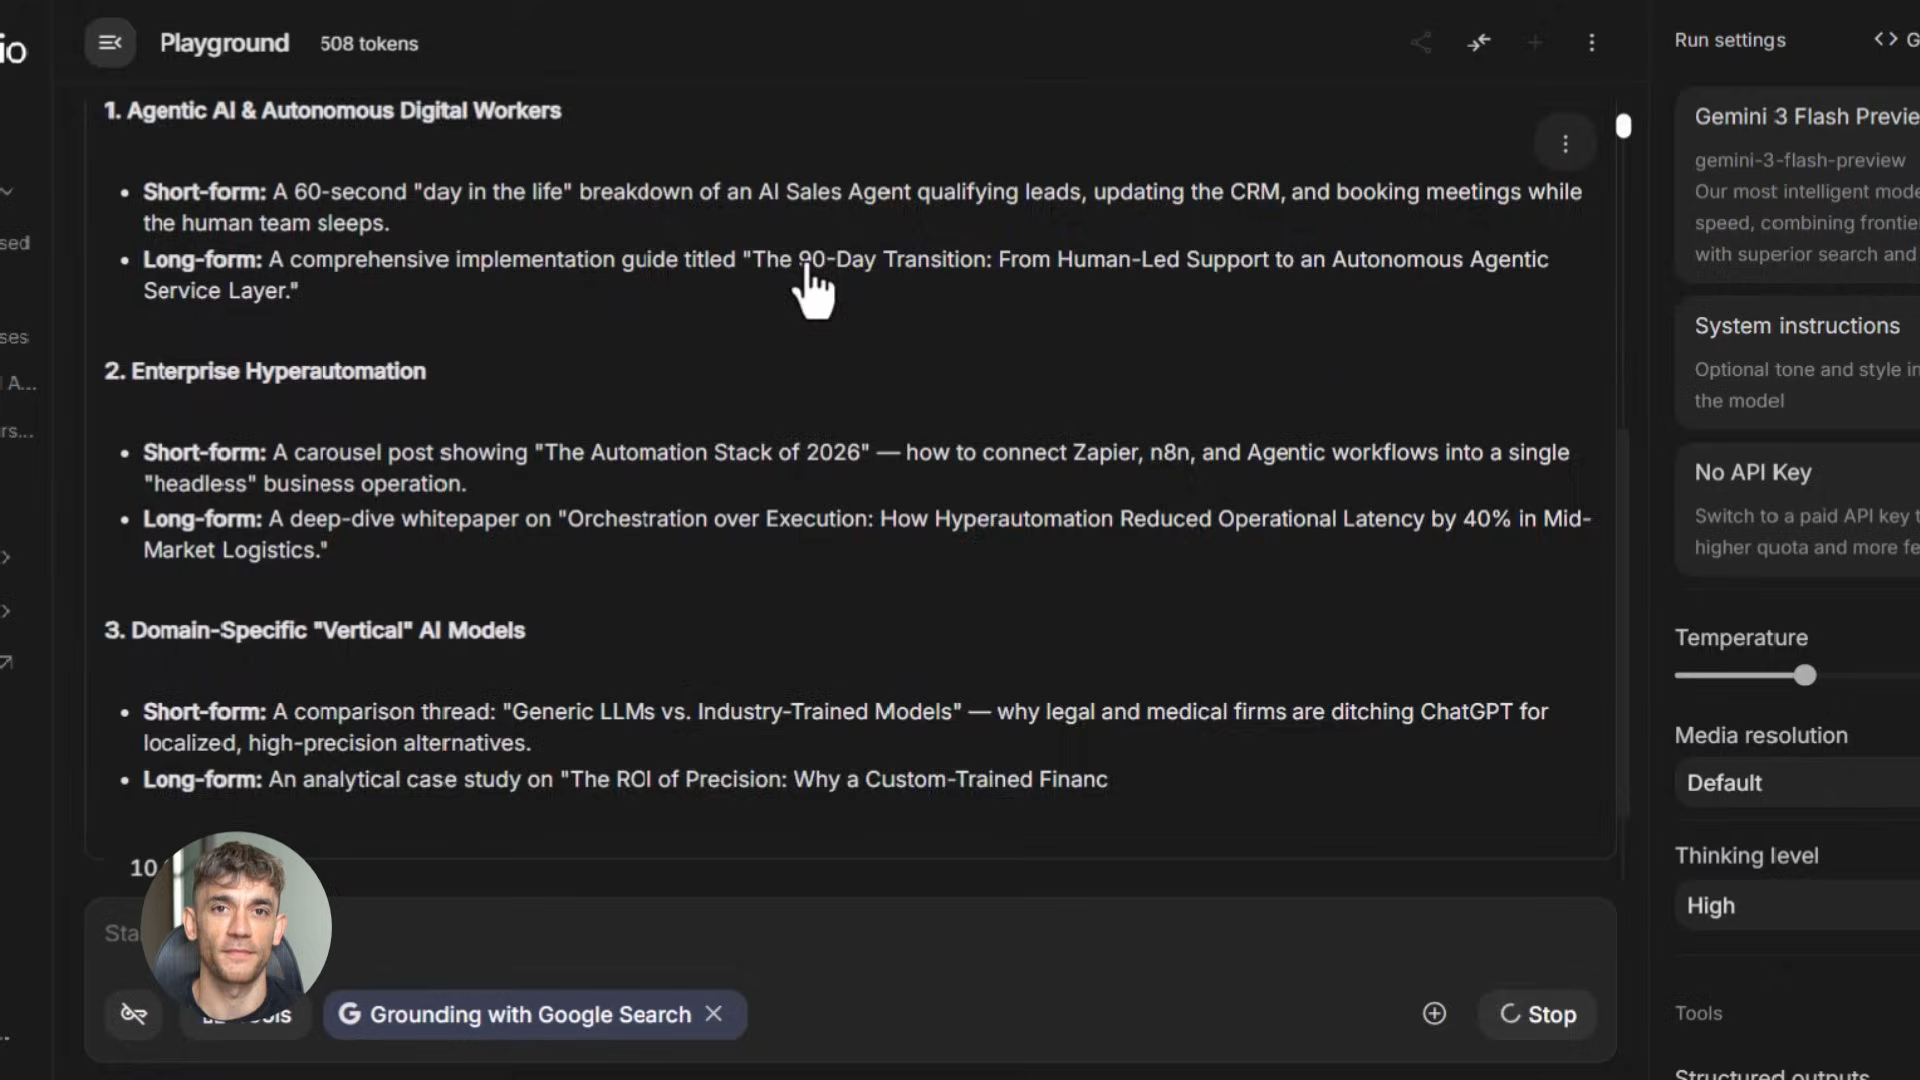 io
Playground
508 tokens
Run settings
1. Agentic AI & Autonomous Digital Workers
Short-form: A 60-second "day in the life" breakdown of an AI Sales Agent qualifying leads, updating the CRM, and booking meetings while
the human team sleeps.
Long-form: A comprehensive implementation guide titled "The 90-Day Transition: From Human-Led Support to an Autonomous Agentic
Service Layer."
2. Enterprise Hyperautomation
Short-form: A carousel post showing "The Automation Stack of 2026" — how to connect Zapier, n8n, and Agentic workflows into a single
"headless" business operation.
Long-form: A deep-dive whitepaper on "Orchestration over Execution: How Hyperautomation Reduced Operational Latency by 40% in Mid-
Market Logistics."
3. Domain-Specific "Vertical" AI Models
Short-form: A comparison thread: "Generic LLMs vs. Industry-Trained Models" — why legal and medical firms are ditching ChatGPT for
localized, high-precision alternatives.
Long-form: An analytical case study on "The ROI of Precision: Why a Custom-Trained Financ
10
Sta
Grounding with Google Search
Stop
sed
ses
A...
rs...
G
Gemini 3 Flash Previe
gemini-3-flash-preview
Our most intelligent mode
speed, combining frontie
with superior search and
System instructions
Optional tone and style in
the model
No API Key
Switch to a paid API key t
higher quota and more fe
Temperature
Media resolution
Default
Thinking level
High
Tools
Structured outputs